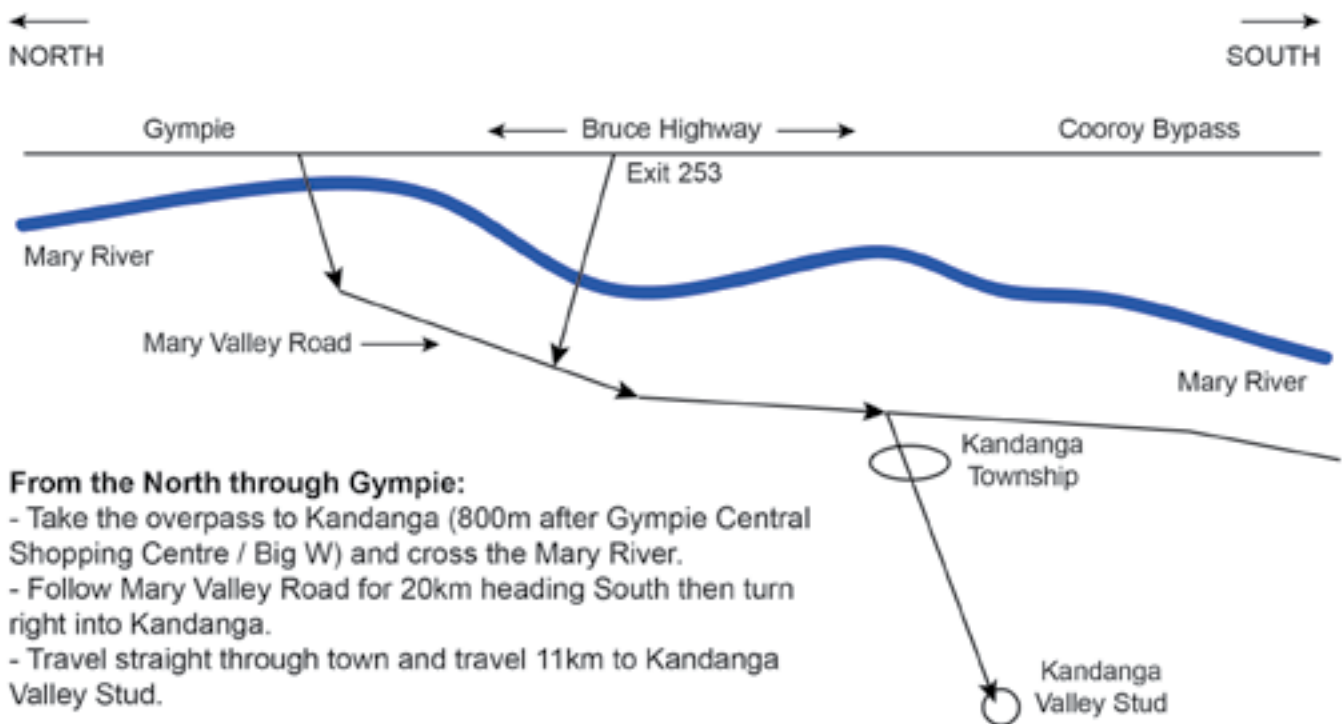 NORTH
SOUTH
Gympie
Bruce Highway
Cooroy Bypass
Exit 253
Mary River
Mary Valley Road
Mary River
Kandanga
Township
From the North through Gympie:
- Take the overpass to Kandanga (800m after Gympie Central
Shopping Centre / Big W) and cross the Mary River.
- Follow Mary Valley Road for 20km heading South then turn
right into Kandanga.
- Travel straight through town and travel 11km to Kandanga
Valley Stud.
Kandanga
Valley Stud